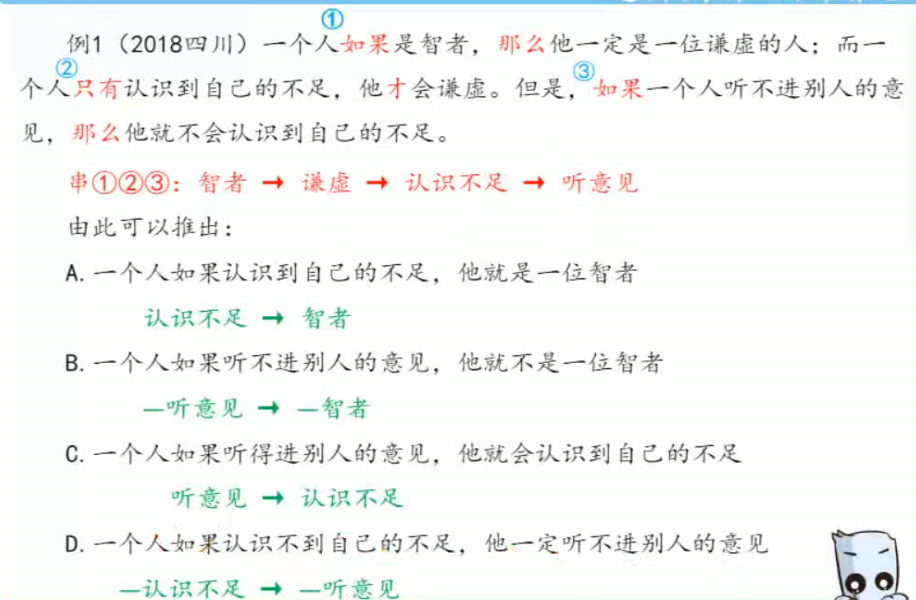 ①
例1（2018四川）一个人如果是智者，那么他一定是一位谦虚的人；而一
② ③
个人只有认识到自己的不足，他才会谦虚。但是，如果一个人听不进别人的意
见，那么他就不会认识到自己的不足。
串①②③：智者 → 谦虚 → 认识不足 → 听意见
由此可以推出：
A. 一个人如果认识到自己的不足，他就是一位智者
认识不足 → 智者
B. 一个人如果听不进别人的意见，他就不是一位智者
—听意见 → —智者
C. 一个人如果听得进别人的意见，他就会认识到自己的不足
听意见 → 认识不足
D. 一个人如果认识不到自己的不足，他一定听不进别人的意见
—认识不足 → —听意见